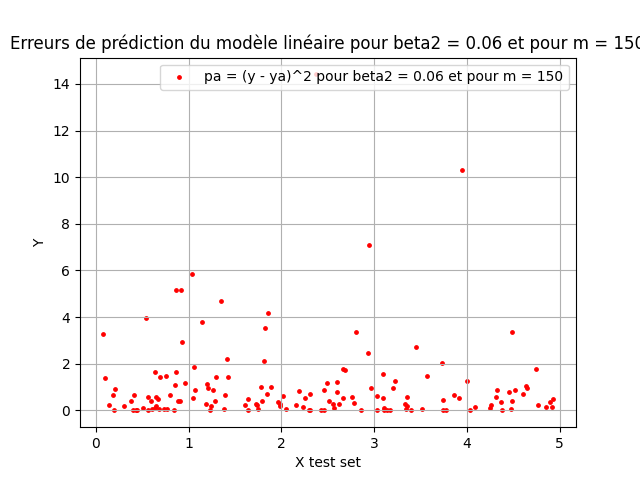 Erreurs de prédiction du modèle linéaire pour beta2 = 0.06 et pour m = 150
pa = (y - ya)^2 pour beta2 = 0.06 et pour m = 150
14
12
10
8
6
4
2
0
Y
0 1 2 3 4 5
X test set